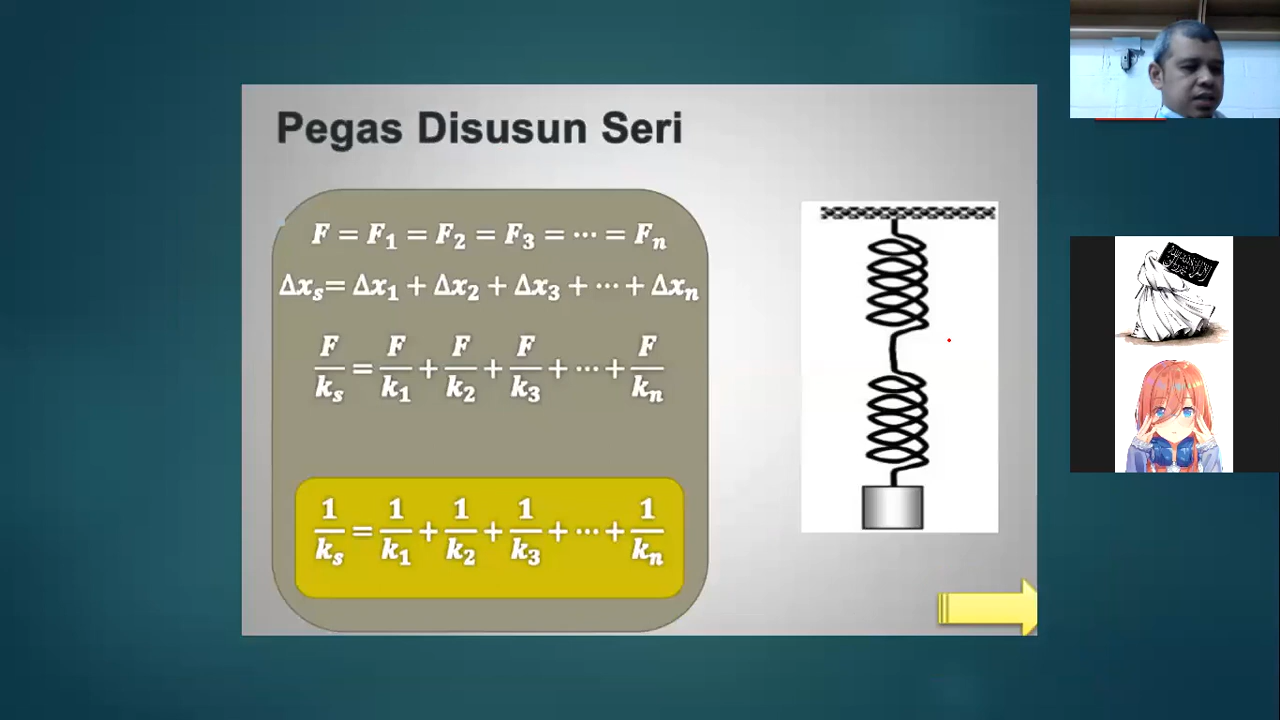 Pegas Disusun Seri
F = F₁ = F₂ = F₃ = ⋯ = Fₙ
Δxₛ= Δx₁ + Δx₂ + Δx₃ + ⋯ + Δxₙ
F/kₛ = F/k₁ + F/k₂ + F/k₃ + ⋯ + F/kₙ
1/kₛ = 1/k₁ + 1/k₂ + 1/k₃ + ⋯ + 1/kₙ